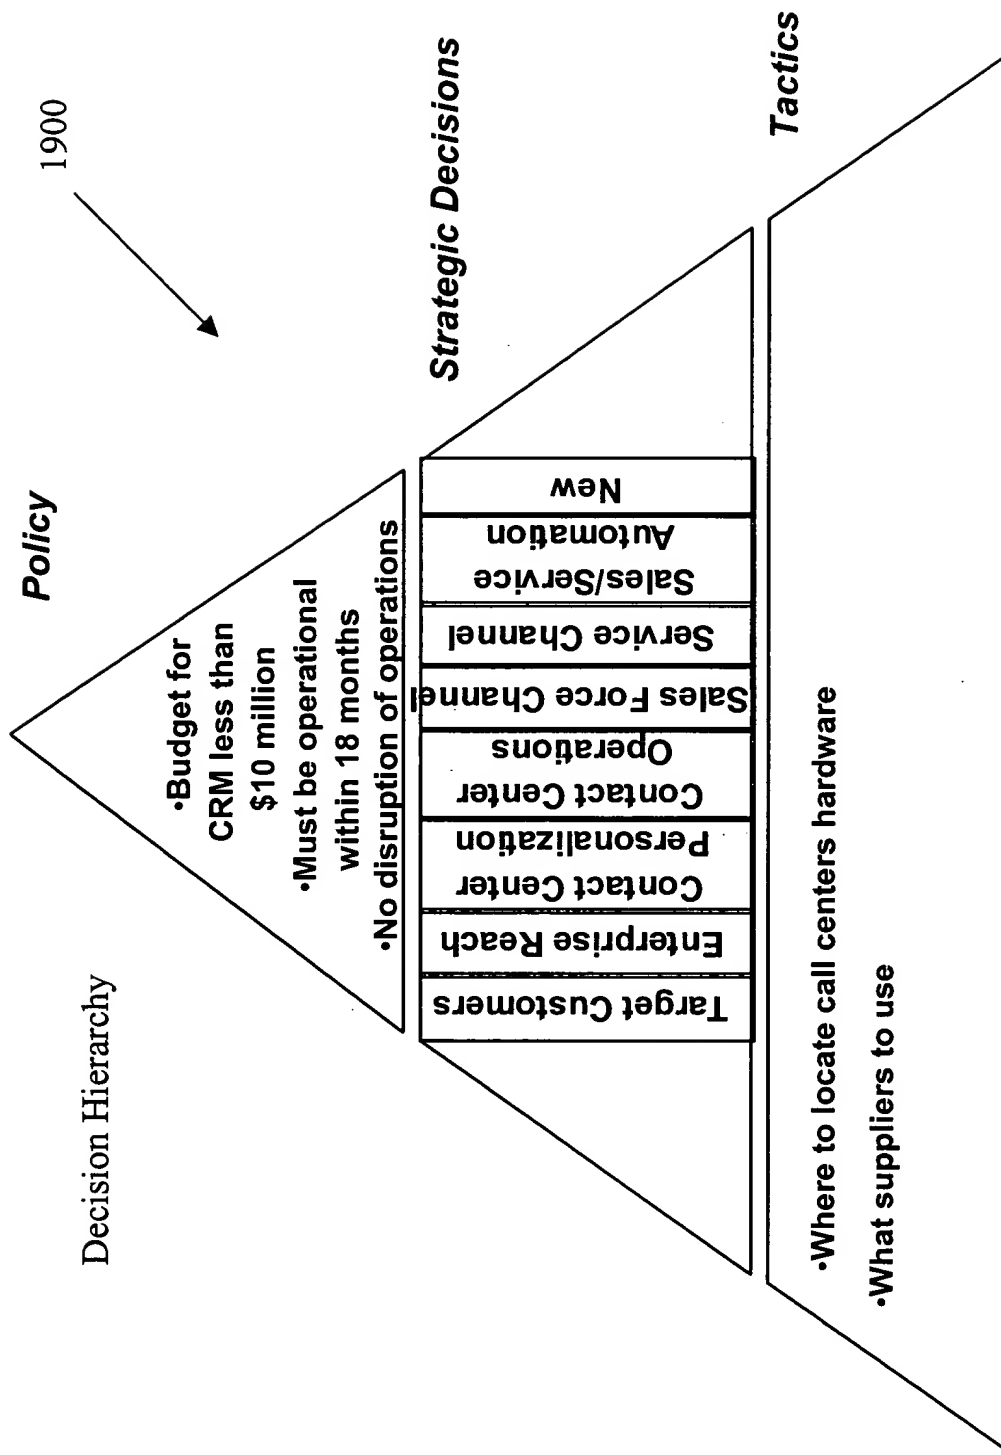 Decision Hierarchy
1900
Policy
•Budget for
CRM less than
$10 million
•Must be operational
within 18 months
•No disruption of operations
Strategic Decisions
Target Customers
Enterprise Reach
Contact Center
Personalization
Contact Center
Operations
Sales Force Channel
Service Channel
Sales/Service
Automation
New
Tactics
•Where to locate call centers hardware
•What suppliers to use